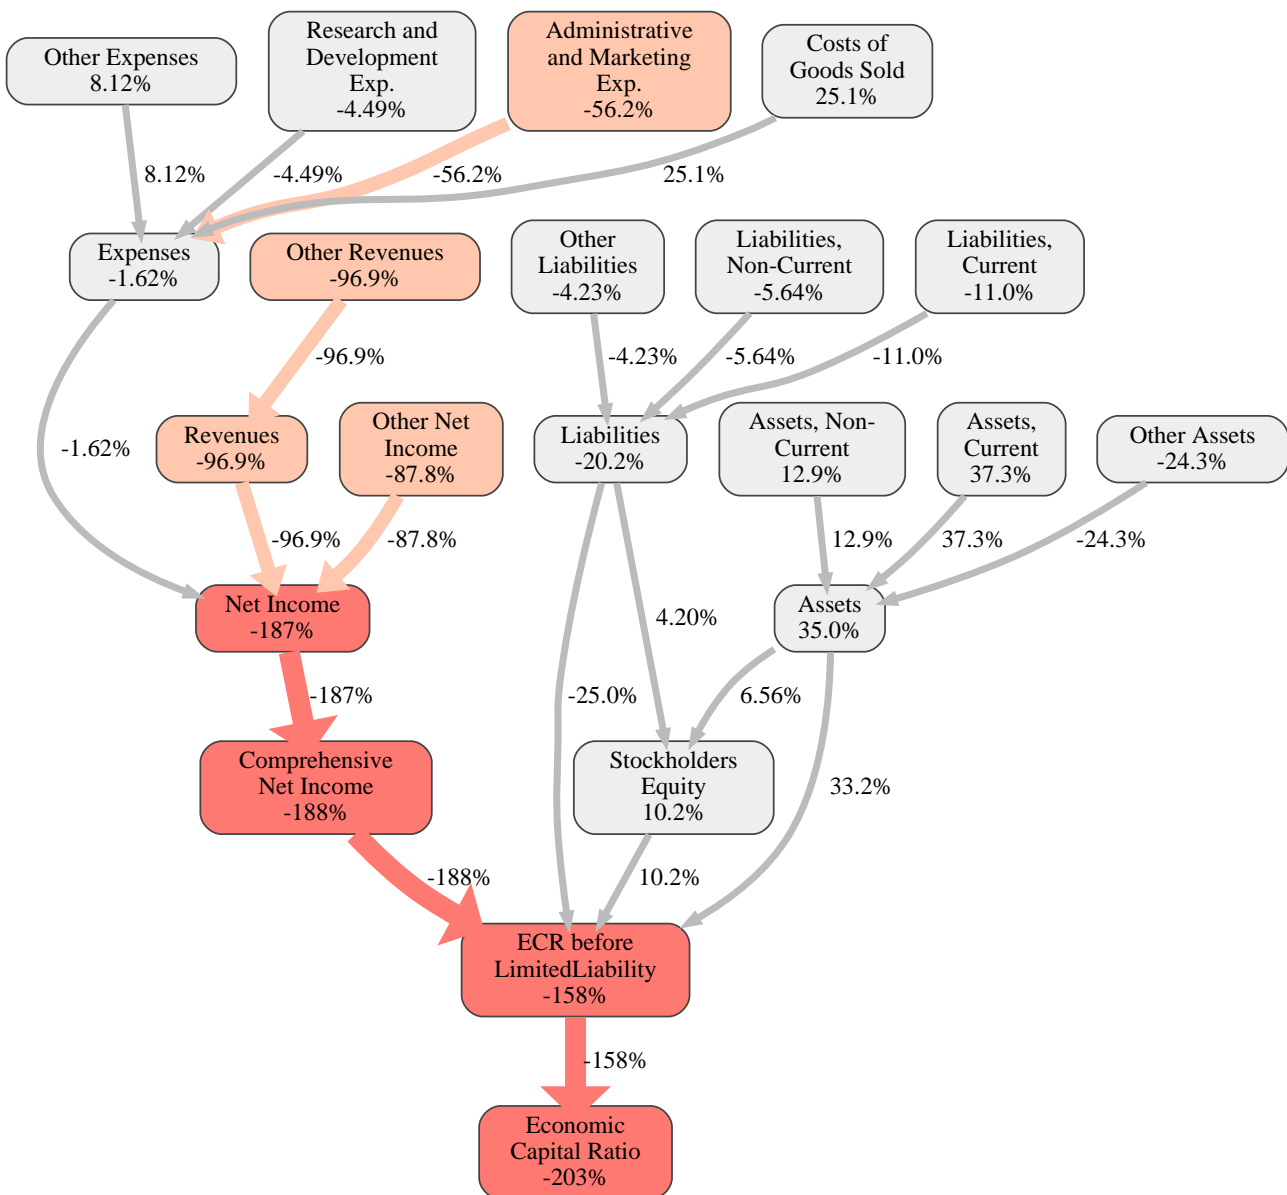 Other Expenses
8.12%
Research and
Development
Exp.
-4.49%
Administrative
and Marketing
Exp.
-56.2%
Costs of
Goods Sold
25.1%
8.12%
-4.49%
-56.2%
25.1%
Expenses
-1.62%
Other Revenues
-96.9%
Other
Liabilities
-4.23%
Liabilities,
Non-Current
-5.64%
Liabilities,
Current
-11.0%
-96.9%
-4.23%
-5.64%
-11.0%
-1.62%
Revenues
-96.9%
Other Net
Income
-87.8%
Liabilities
-20.2%
Assets, Non-
Current
12.9%
Assets,
Current
37.3%
Other Assets
-24.3%
-96.9%
-87.8%
12.9%
37.3%
-24.3%
Net Income
-187%
4.20%
Assets
35.0%
-187%
-25.0%
6.56%
Comprehensive
Net Income
-188%
Stockholders
Equity
10.2%
33.2%
-188%
10.2%
ECR before
LimitedLiability
-158%
-158%
Economic
Capital Ratio
-203%